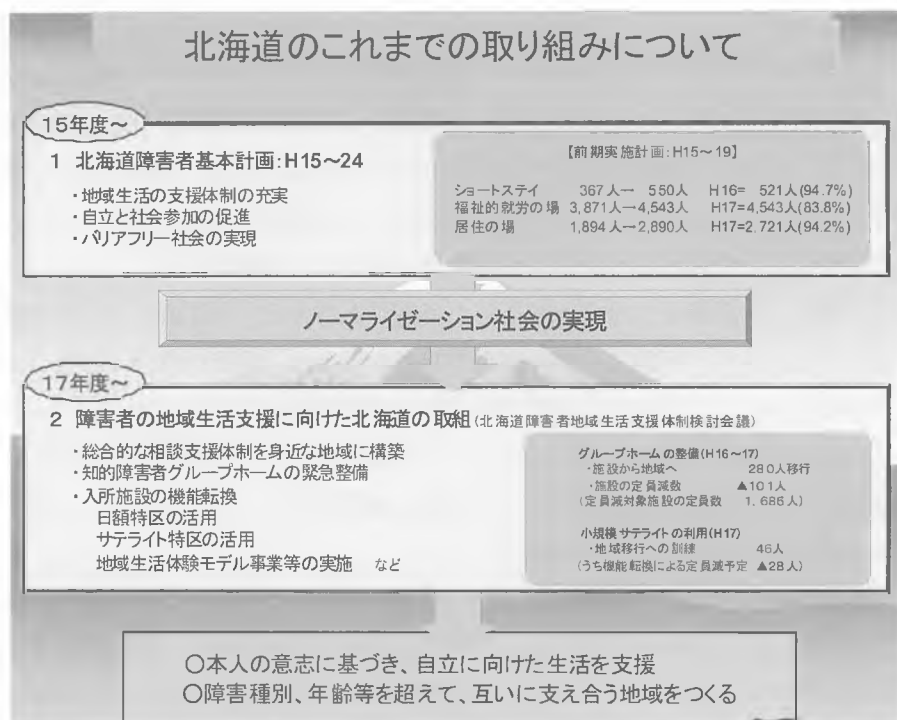 北海道のこれまでの取り組みについて
15年度～
1 北海道障害者基本計画：H15～24
・地域生活の支援体制の充実
・自立と社会参加の促進
・バリアフリー社会の実現
【前期実施計画：H15～19】
ショートステイ 367人→ 550人 H16= 521人(94.7%)
福祉的就労の場 3,871人→4,543人 H17=4,543人(83.8%)
居住の場 1,894人→2,890人 H17=2,721人(94.2%)
ノーマライゼーション社会の実現
17年度～
2 障害者の地域生活支援に向けた北海道の取組(北海道障害者地域生活支援体制検討会議)
・総合的な相談支援体制を身近な地域に構築
・知的障害者グループホームの緊急整備
・入所施設の機能転換
日額特区の活用
サテライト特区の活用
地域生活体験モデル事業等の実施 など
グループホームの整備(H16～17)
・施設から地域へ 280人移行
・施設の定員減数 ▲101人
(定員減対象施設の定員数 1,686人)
小規模サテライトの利用(H17)
・地域移行への訓練 46人
(うち機能転換による定員減予定 ▲28人)
○本人の意志に基づき、自立に向けた生活を支援
○障害種別、年齢等を超えて、互いに支え合う地域をつくる